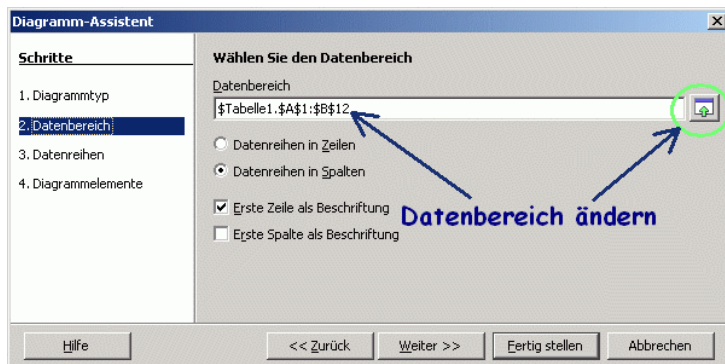 Diagramm-Assistent
Schritte
1. Diagrammtyp
2. Datenbereich
3. Datenreihen
4. Diagrammelemente
Wählen Sie den Datenbereich
Datenbereich
$Tabelle1.$A$1:$B$12
Datenreihen in Zeilen
Datenreihen in Spalten
Erste Zeile als Beschriftung
Erste Spalte als Beschriftung
Datenbereich ändern
Hilfe
<< Zurück
Weiter >>
Fertig stellen
Abbrechen